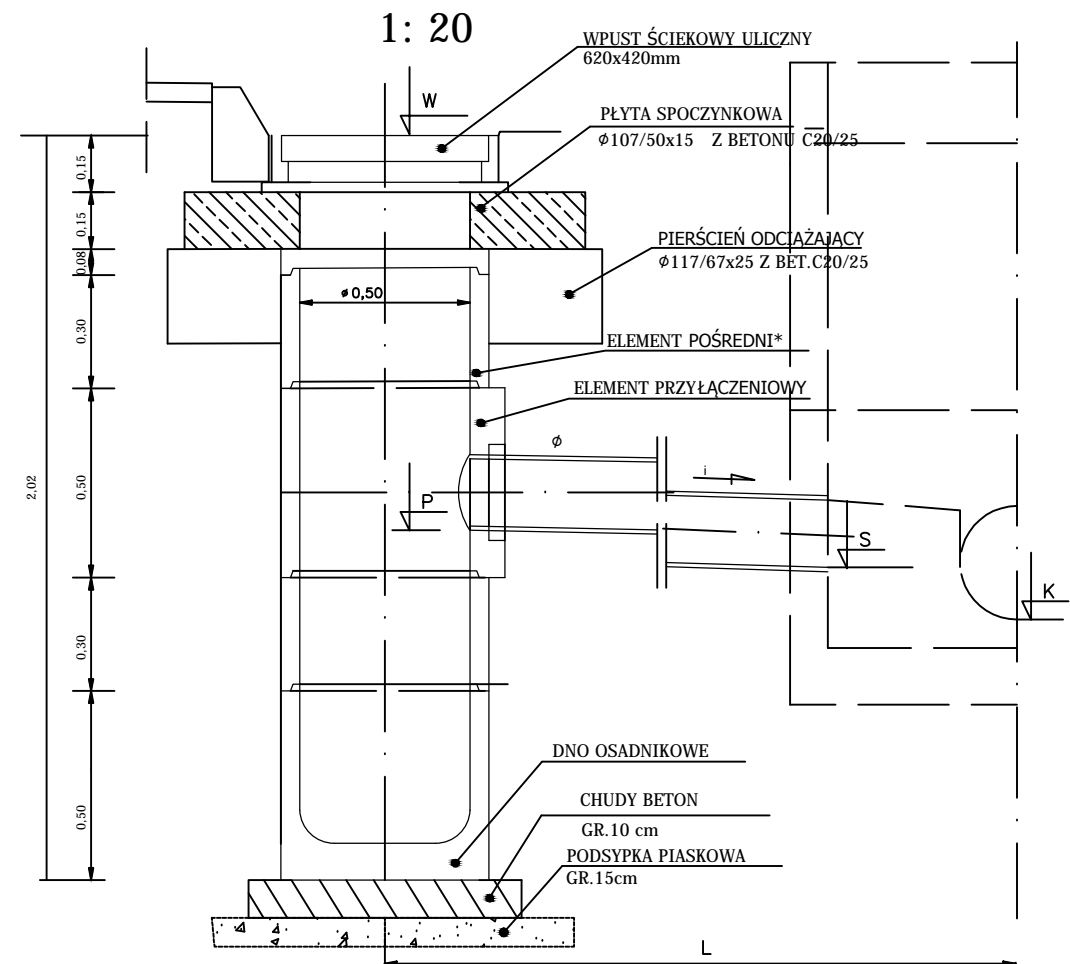 1: 20
WPUST ŚCIEKOWY ULICZNY
620x420mm
W
PŁYTA SPOCZYNKOWA
ϕ107/50x15 Z BETONU C20/25
0,15
0,15
0,08
PIERŚCIEŃ ODCIĄŻAJĄCY
ϕ117/67x25 Z BET.C20/25
ϕ0,50
0,30
ELEMENT POŚREDNI*
ELEMENT PRZYŁĄCZENIOWY
ϕ
i
2,02
0,50
P
S
K
0,30
DNO OSADNIKOWE
0,50
CHUDY BETON
GR.10 cm
PODSYPKA PIASKOWA
GR.15cm
L